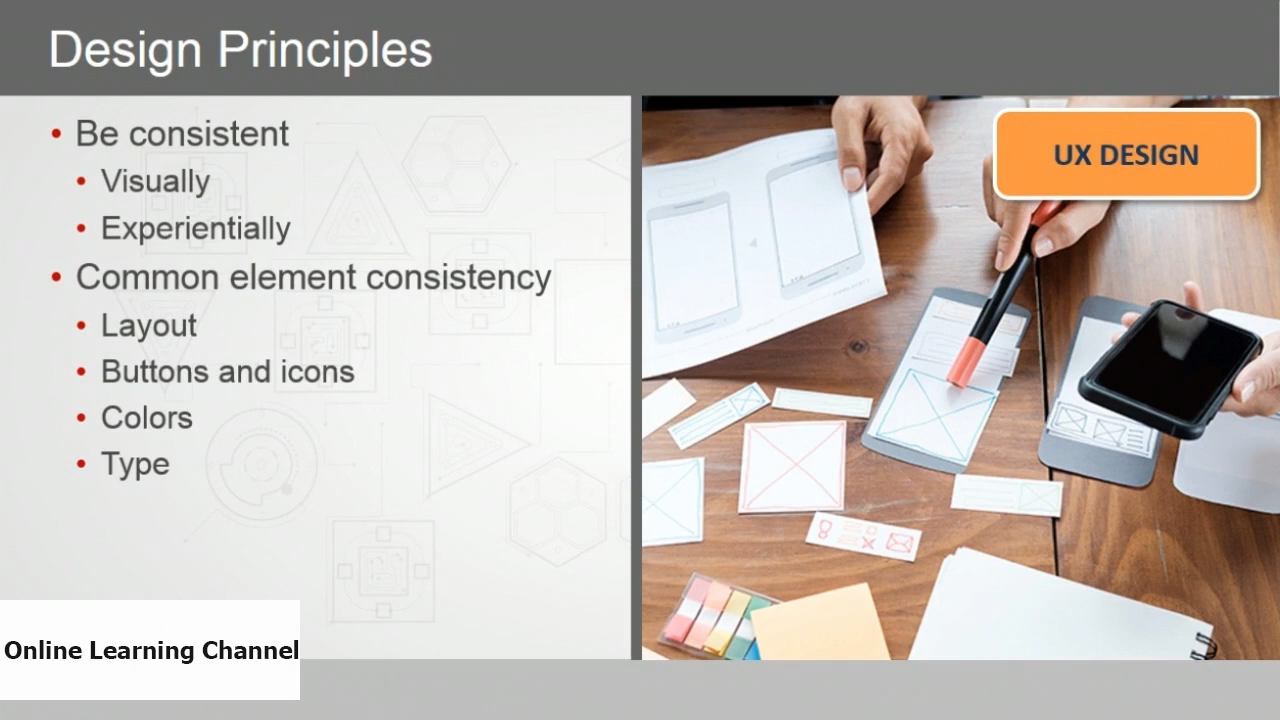 Design Principles
• Be consistent
• Visually
• Experientially
• Common element consistency
• Layout
• Buttons and icons
• Colors
• Type
UX DESIGN
Online Learning Channel